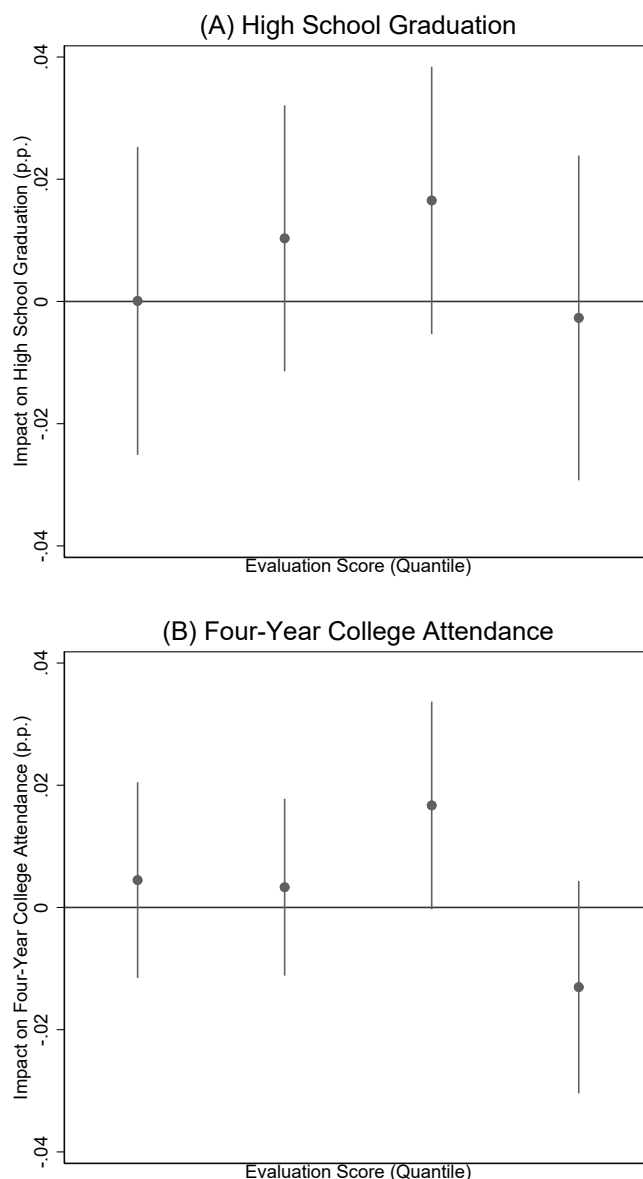 (A) High School Graduation
Impact on High School Graduation (p.p.)
.04
.02
0
-.02
-.04
Evaluation Score (Quantile)
(B) Four-Year College Attendance
Impact on Four-Year College Attendance (p.p.)
.04
.02
0
-.02
-.04
Evaluation Score (Quantile)